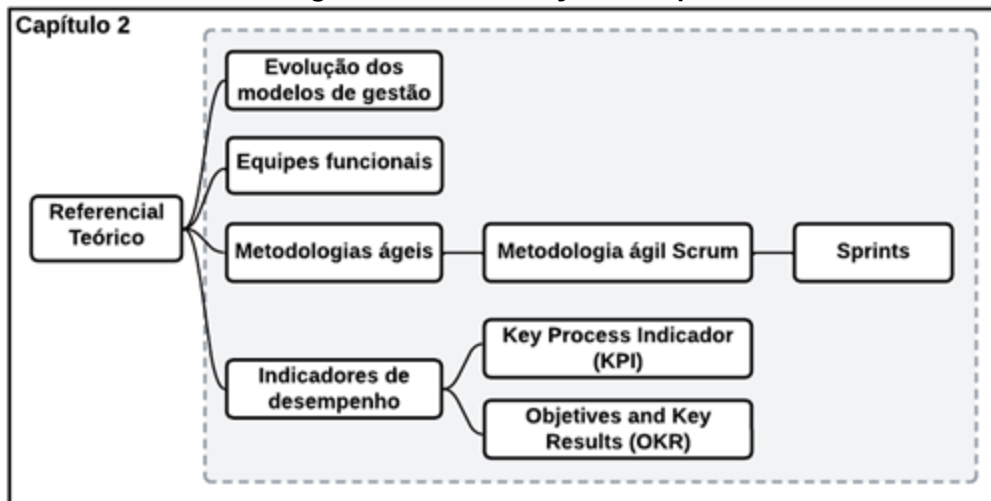 Capítulo 2
Evolução dos
modelos de gestão
Equipes funcionais
Referencial
Teórico
Metodologias ágeis
Metodologia ágil Scrum
Sprints
Key Process Indicador
(KPI)
Indicadores de
desempenho
Objetives and Key
Results (OKR)